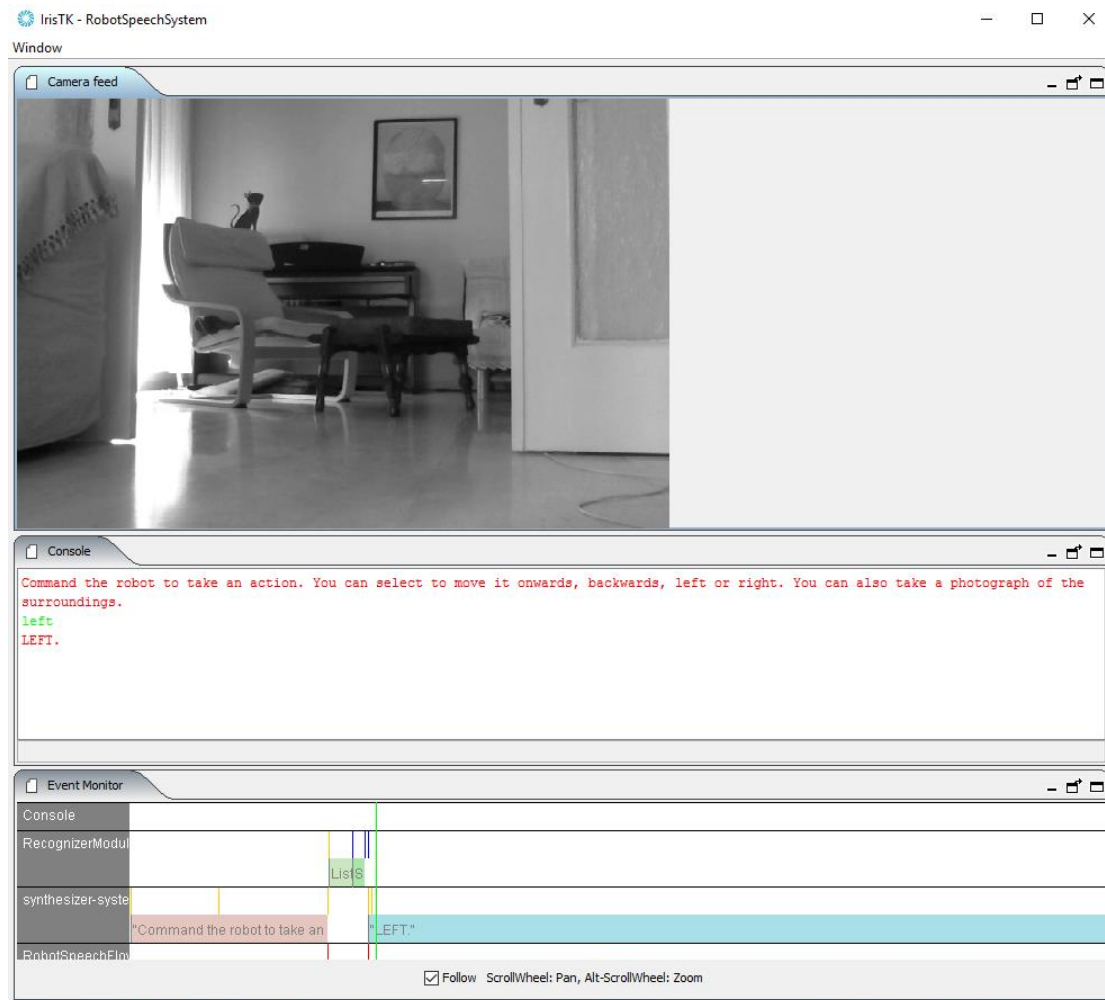 IrisTK - RobotSpeechSystem
Window
Camera feed
Console
Command the robot to take an action. You can select to move it onwards, backwards, left or right. You can also take a photograph of the
surroundings.
left
LEFT.
Event Monitor
Console
RecognizerModul
List S
synthesizer-syste
"Command the robot to take an "LEFT."
RobotSpeechFlow
Follow ScrollWheel: Pan, Alt-ScrollWheel: Zoom